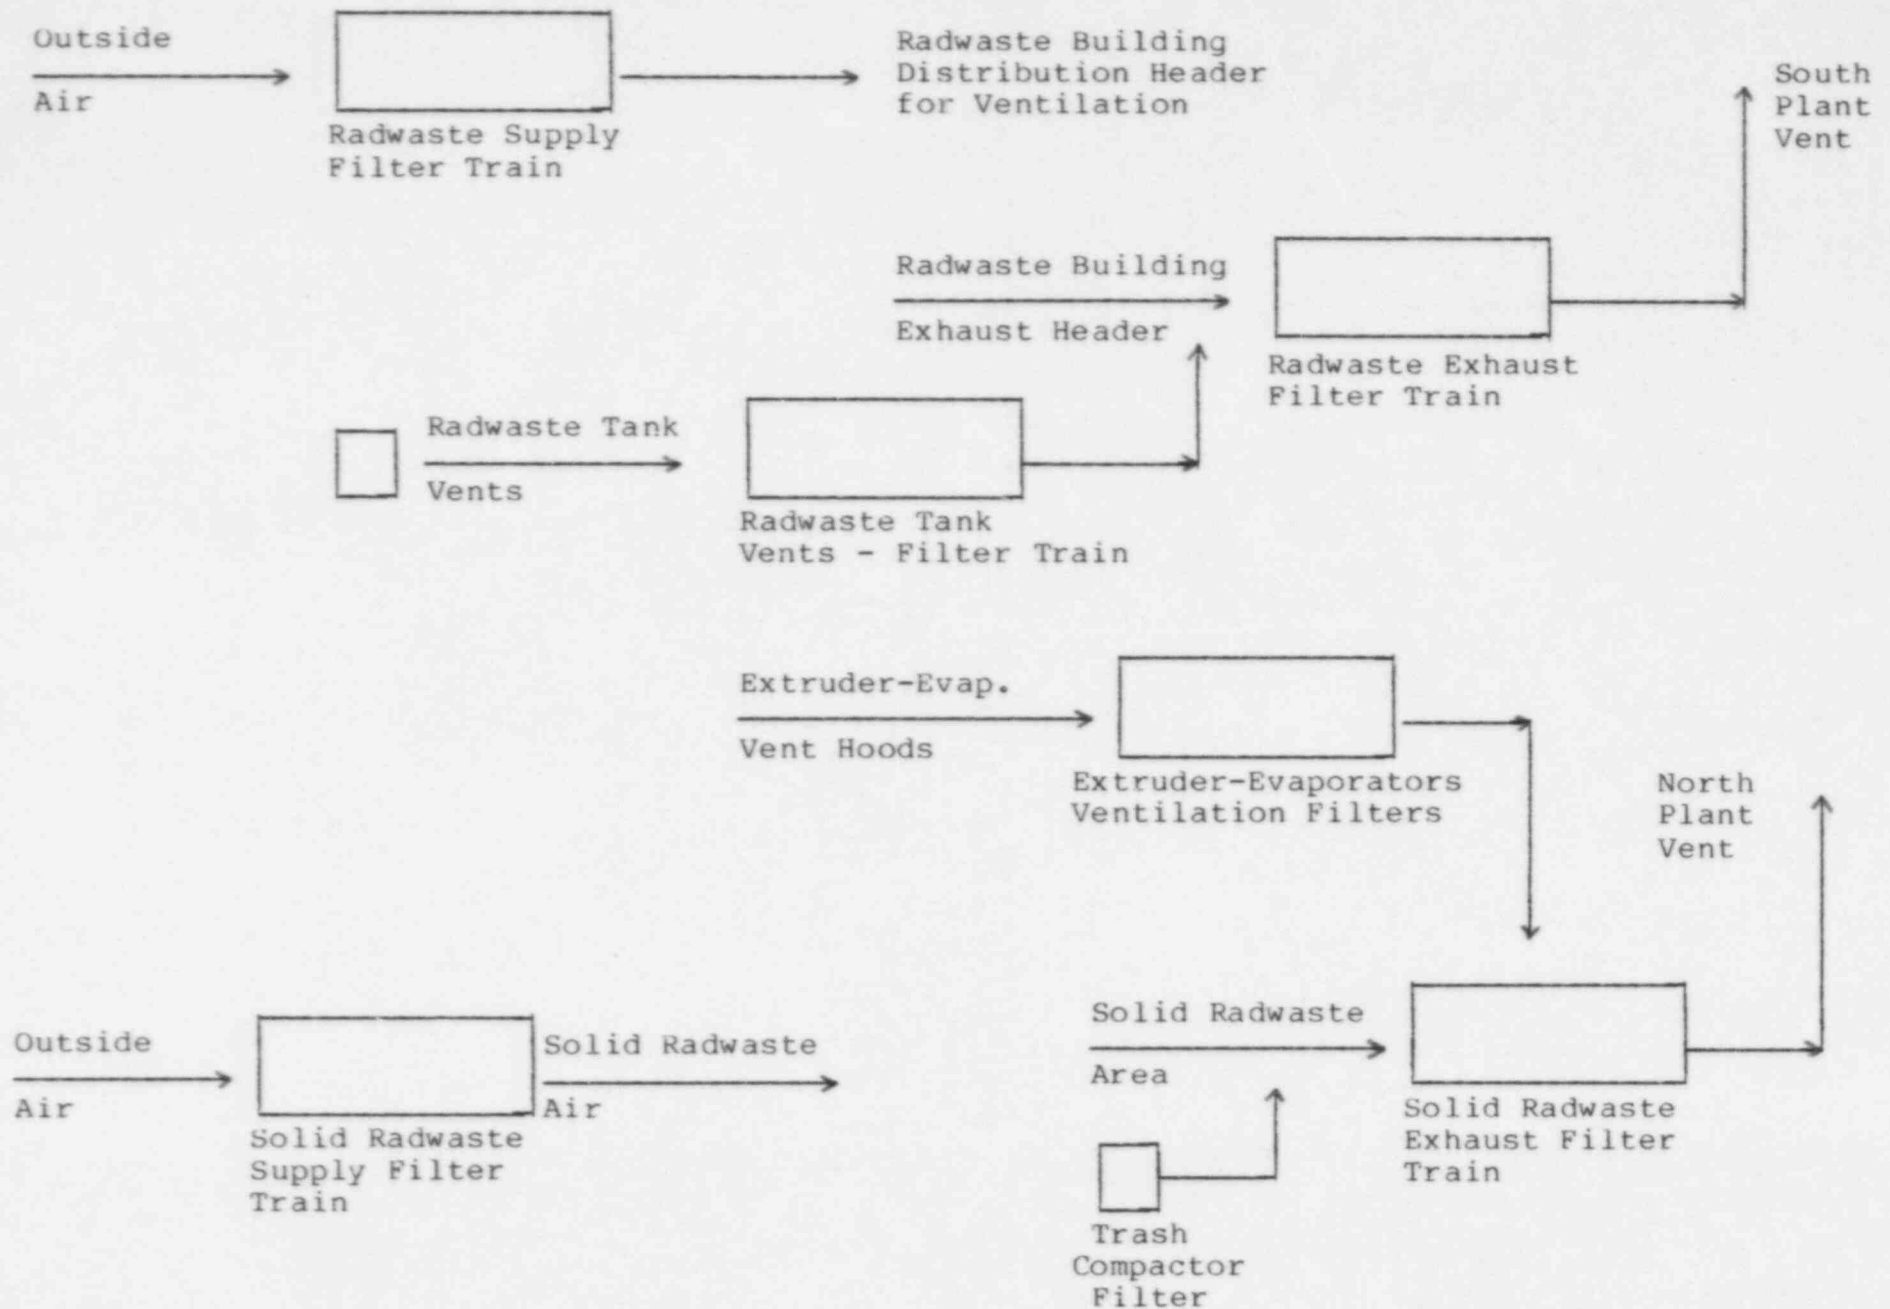 Outside
Air
Radwaste Supply
Filter Train
Radwaste Building
Distribution Header
for Ventilation
South
Plant
Vent
Radwaste Building
Exhaust Header
Radwaste Exhaust
Filter Train
Radwaste Tank
Vents
Radwaste Tank
Vents - Filter Train
Extruder-Evap.
Vent Hoods
Extruder-Evaporators
Ventilation Filters
North
Plant
Vent
Outside
Air
Solid Radwaste
Supply Filter
Train
Solid Radwaste
Air
Solid Radwaste
Area
Solid Radwaste
Exhaust Filter
Train
Trash
Compactor
Filter